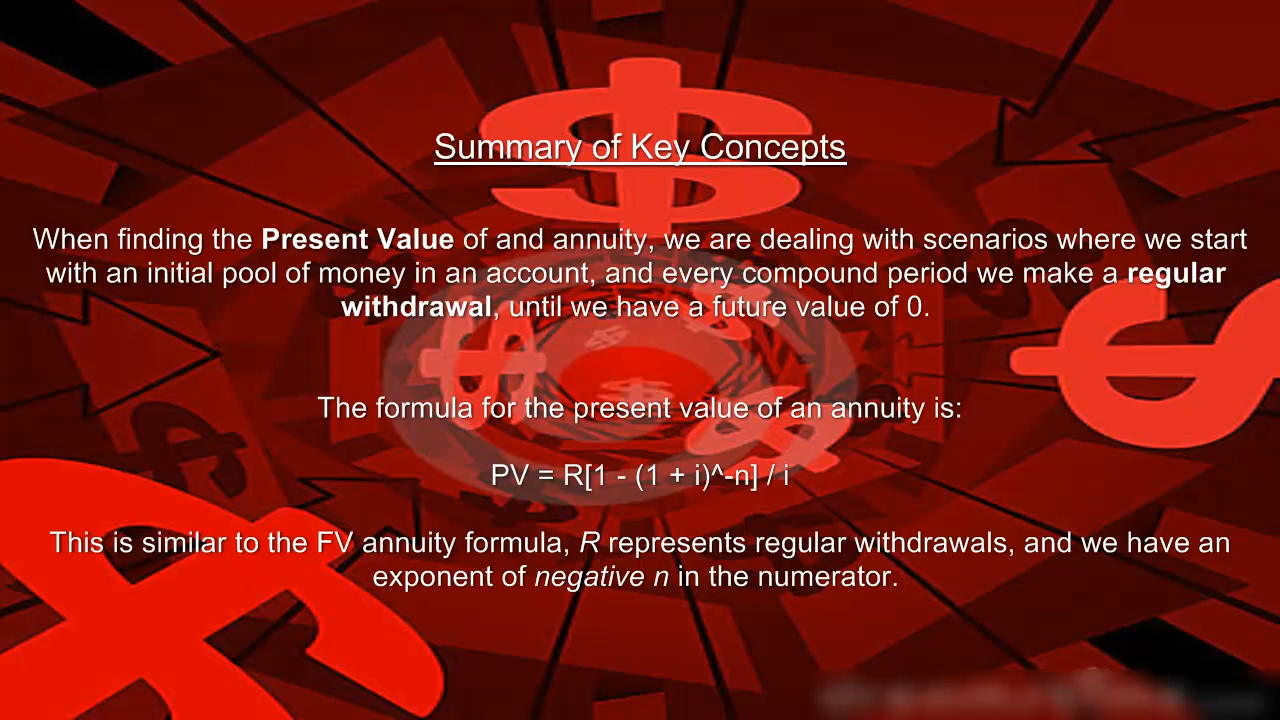 Summary of Key Concepts
When finding the Present Value of and annuity, we are dealing with scenarios where we start
with an initial pool of money in an account, and every compound period we make a regular
withdrawal, until we have a future value of 0.
The formula for the present value of an annuity is:
PV = R[1 - (1 + i)^-n] / i
This is similar to the FV annuity formula, R represents regular withdrawals, and we have an
exponent of negative n in the numerator.